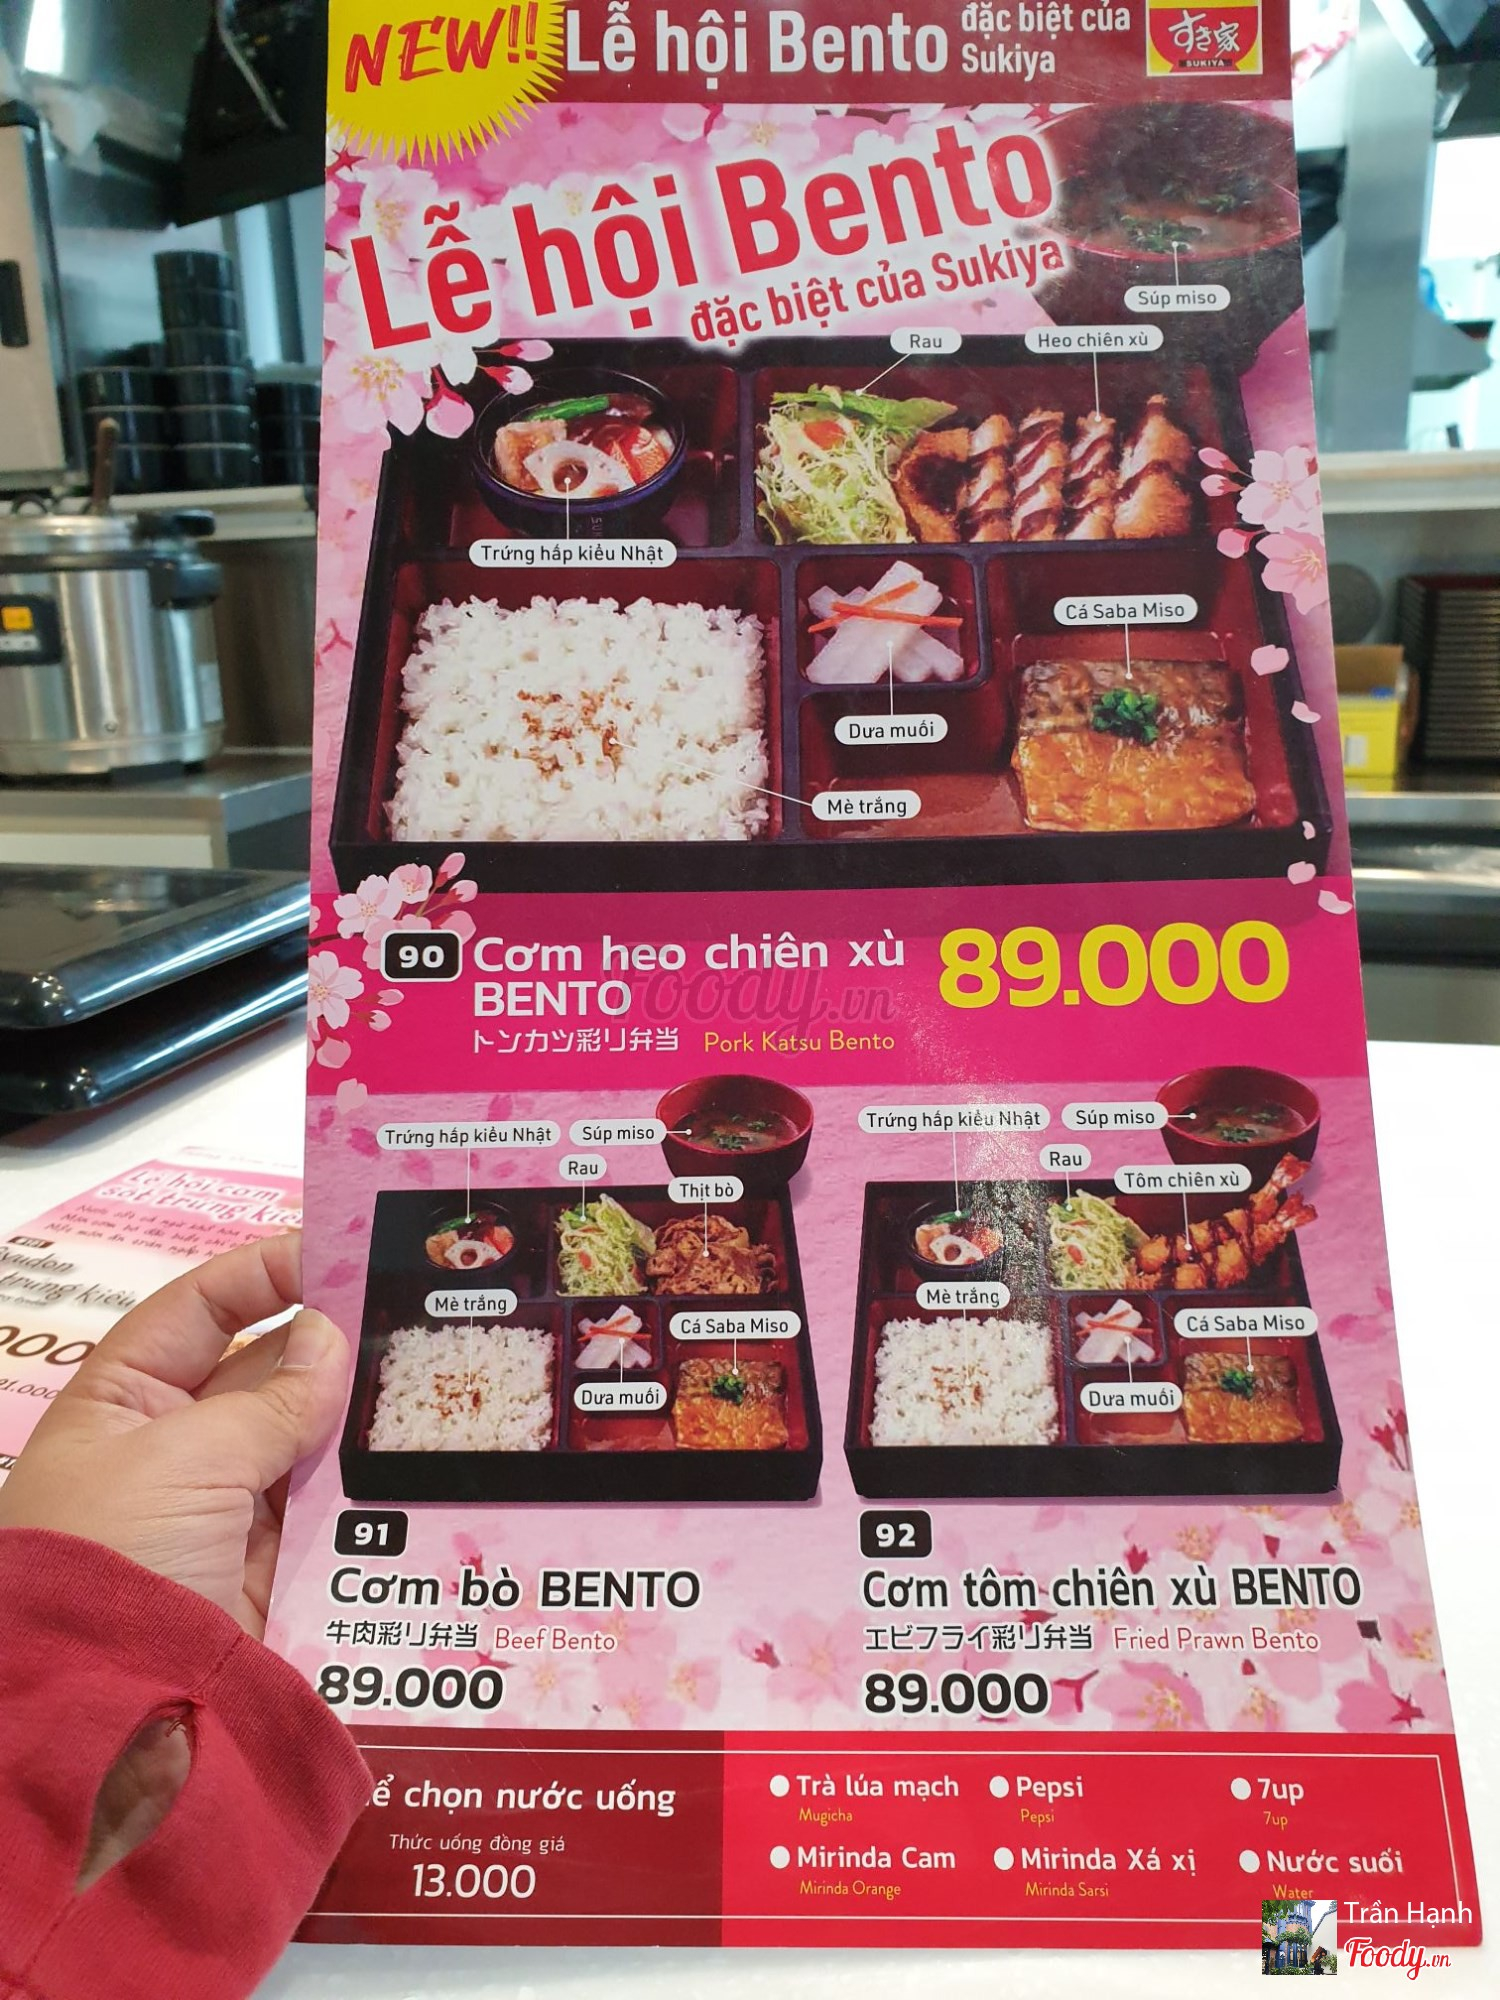 NEW!! Lễ hội Bento đặc biệt của
Sukiya
すき家
SUKIYA
Lễ hội Bento
đặc biệt của Sukiya
Súp miso
Rau
Heo chiên xù
Trứng hấp kiểu Nhật
Cá Saba Miso
Dưa muối
Mè trắng
90 Cơm heo chiên xù
BENTO
89.000
トンカツ彩り弁当 Pork Katsu Bento
Foody.vn
Trứng hấp kiểu Nhật
Súp miso
Rau
Thịt bò
Mè trắng
Cá Saba Miso
Dưa muối
Trứng hấp kiểu Nhật
Súp miso
Rau
Tôm chiên xù
Mè trắng
Cá Saba Miso
Dưa muối
91
Cơm bò BENTO
牛肉彩り弁当 Beef Bento
89.000
92
Cơm tôm chiên xù BENTO
エビフライ彩り弁当 Fried Prawn Bento
89.000
chọn nước uống
Thức uống đồng giá
13.000
Trà lúa mạch
Mugicha
Pepsi
Pepsi
7up
7up
Mirinda Cam
Mirinda Orange
Mirinda Xá xị
Mirinda Sarsi
Nước suối
Water
Lễ hội cơm
sốt trứng
Trần Hạnh
Foody.vn